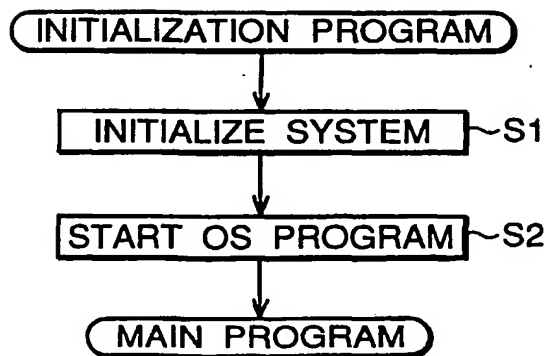 INITIALIZATION PROGRAM
INITIALIZE SYSTEM ~S1
START OS PROGRAM ~S2
MAIN PROGRAM